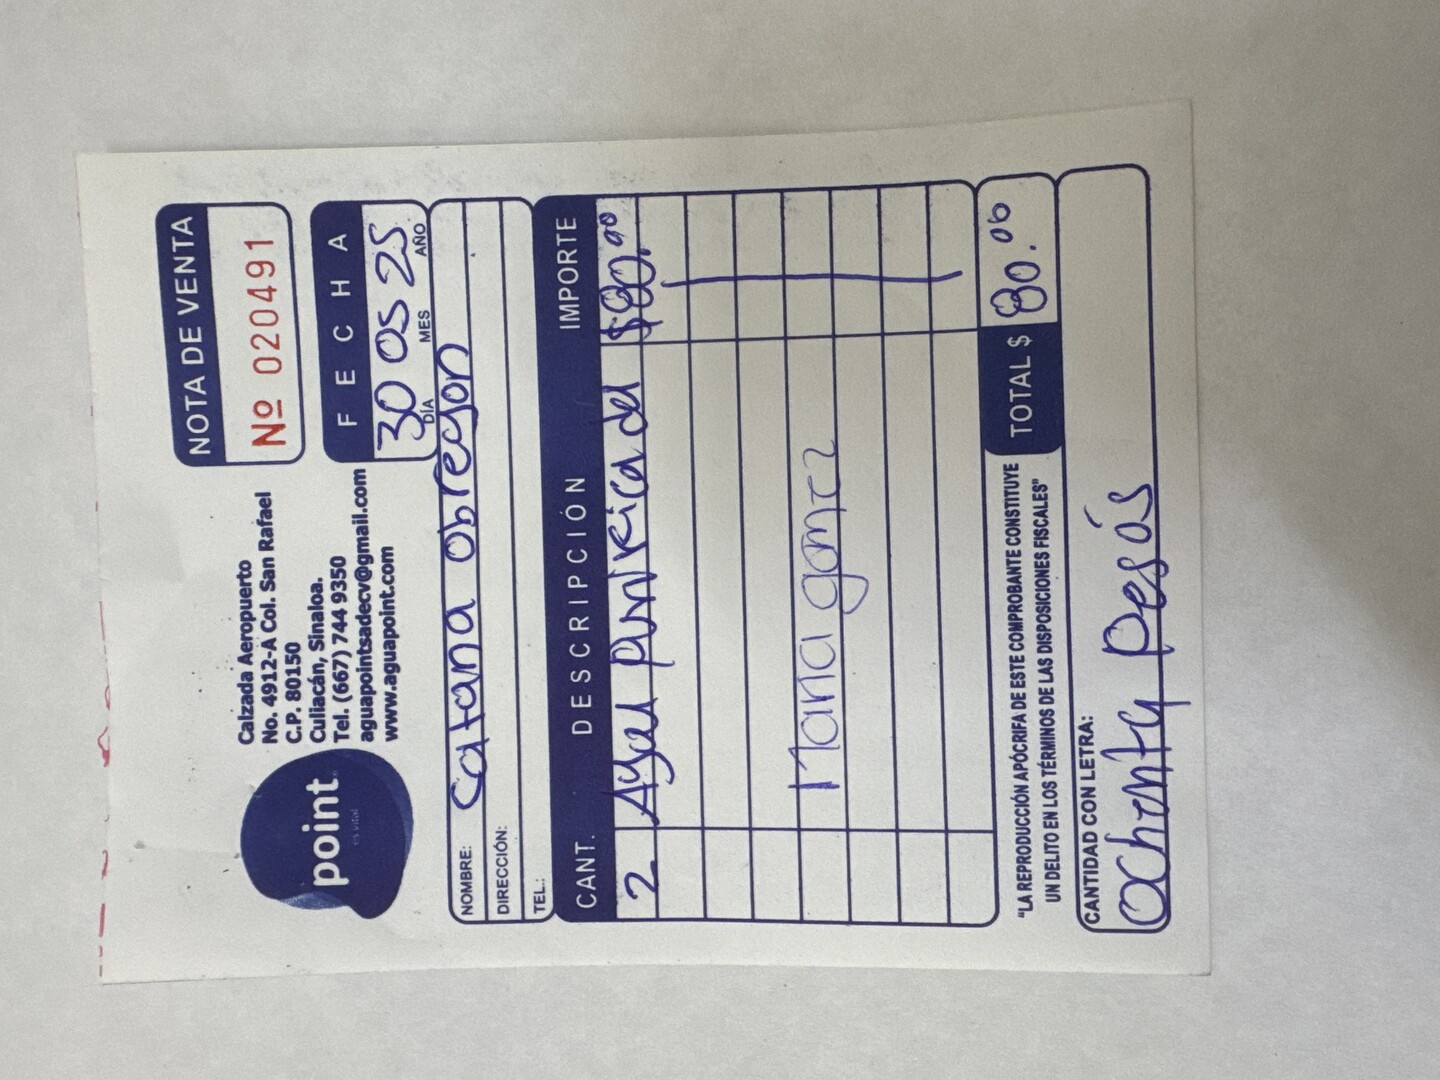 point
es vital
Calzada Aeropuerto
No. 4912-A Col. San Rafael
C.P. 80150
Culiacán, Sinaloa.
Tel. (667) 744 9350
aguapointsadecv@gmail.com
www.aguapoint.com
NOTA DE VENTA
Nº 020491
FECHA
30 05 25
DÍA MES AÑO
NOMBRE: Catana obregon
DIRECCIÓN:
TEL.:
CANT. DESCRIPCIÓN IMPORTE
2 Agua purificada $80.00
Maria gomez
"LA REPRODUCCIÓN APÓCRIFA DE ESTE COMPROBANTE CONSTITUYE
UN DELITO EN LOS TÉRMINOS DE LAS DISPOSICIONES FISCALES"
TOTAL $ 80.00
CANTIDAD CON LETRA:
ochenta pesos